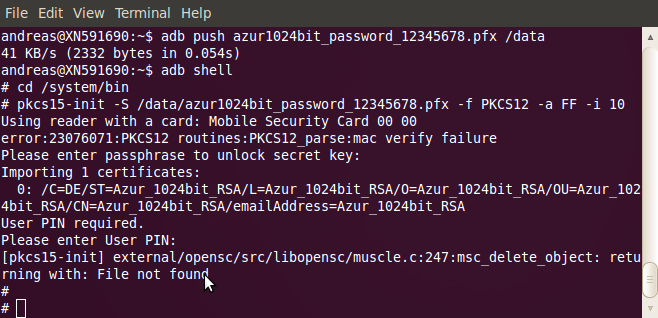 File Edit View Terminal Help
andreas@XN591690:~$ adb push azur1024bit_password_12345678.pfx /data
41 KB/s (2332 bytes in 0.054s)
andreas@XN591690:~$ adb shell
# cd /system/bin
# pkcs15-init -S /data/azur1024bit_password_12345678.pfx -f PKCS12 -a FF -i 10
Using reader with a card: Mobile Security Card 00 00
error:23076071:PKCS12 routines:PKCS12_parse:mac verify failure
Please enter passphrase to unlock secret key:
Importing 1 certificates:
  0: /C=DE/ST=Azur_1024bit_RSA/L=Azur_1024bit_RSA/O=Azur_1024bit_RSA/OU=Azur_102
4bit_RSA/CN=Azur_1024bit_RSA/emailAddress=Azur_1024bit_RSA
User PIN required.
Please enter User PIN:
[pkcs15-init] external/opensc/src/libopensc/muscle.c:247:msc_delete_object: retu
rning with: File not found
#
#